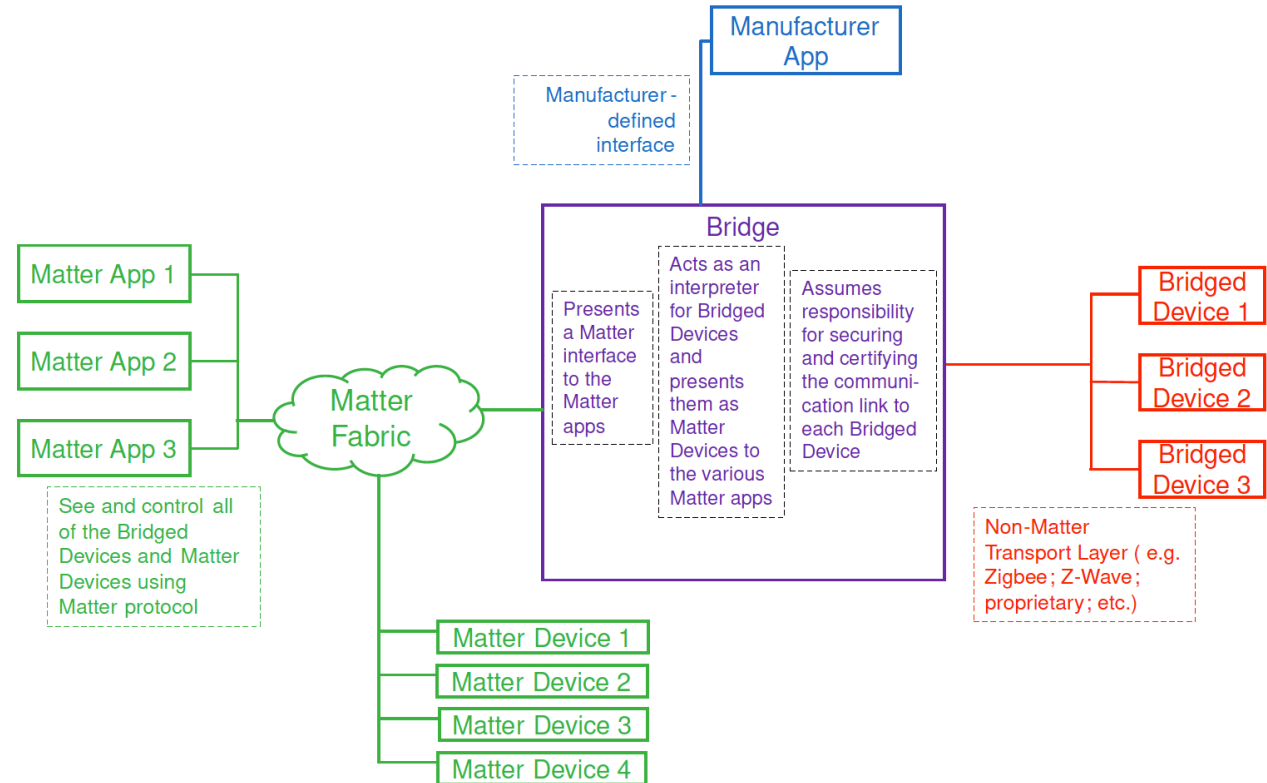 Manufacturer
App
Manufacturer -
defined
interface
Bridge
Presents
a Matter
interface
to the
Matter
apps
Acts as an
interpreter
for Bridged
Devices
and
presents
them as
Matter
Devices to
the various
Matter apps
Assumes
responsibility
for securing
and certifying
the communi-
cation link to
each Bridged
Device
Matter App 1
Matter App 2
Matter App 3
See and control all
of the Bridged
Devices and Matter
Devices using
Matter protocol
Matter
Fabric
Matter Device 1
Matter Device 2
Matter Device 3
Matter Device 4
Bridged
Device 1
Bridged
Device 2
Bridged
Device 3
Non-Matter
Transport Layer ( e.g.
Zigbee; Z-Wave;
proprietary; etc.)